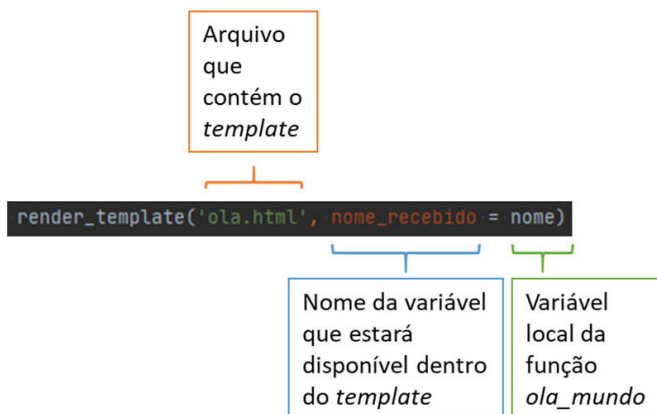 Arquivo
que
contém o
template
render_template('ola.html', nome_recebido = nome)
Nome da variável
que estará
disponível dentro
do template
Variável
local da
função
ola_mundo